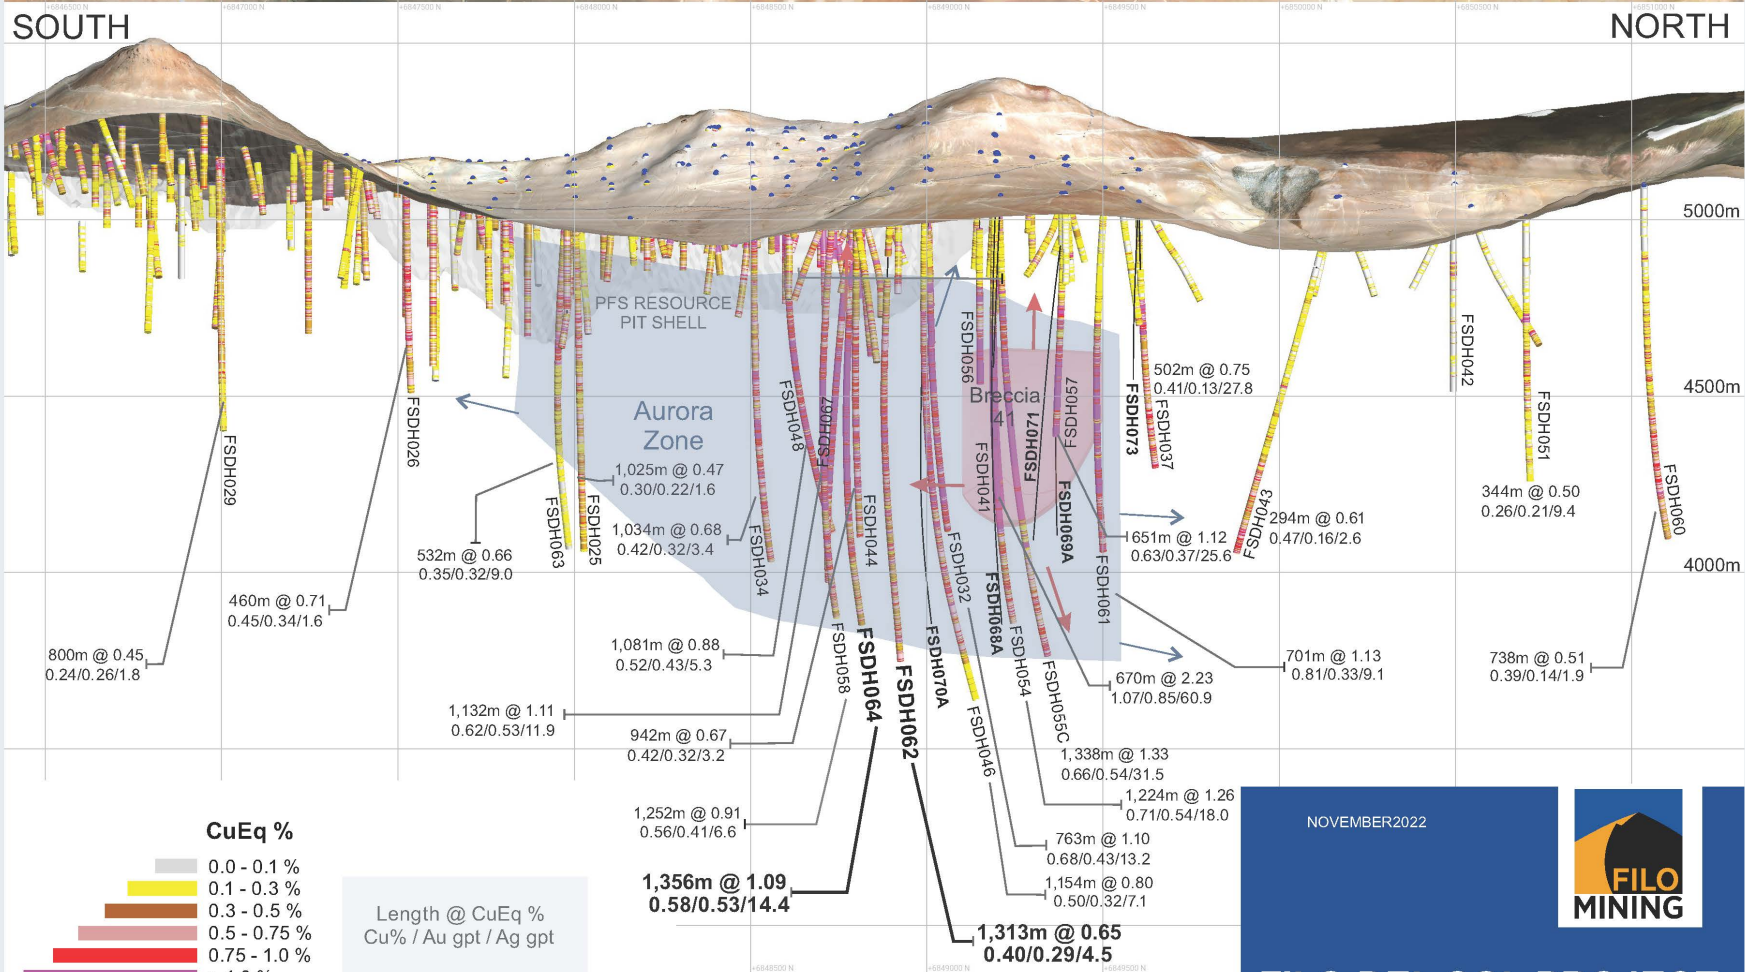 +6846500 N
+6847000 N
+6847500 N
+6848000 N
+6848500 N
+6849000 N
+6849500 N
+6850000 N
+6850500 N
+6851000 N
SOUTH
NORTH
5000m
4500m
4000m
PFS RESOURCE
PIT SHELL
Aurora
Zone
Breccia
41
FSDH029
FSDH026
FSDH063
FSDH025
FSDH034
FSDH048
FSDH044
FSDH058
FSDH064
FSDH062
FSDH070A
FSDH032
FSDH046
FSDH056
FSDH041
FSDH068A
FSDH054
FSDH055C
FSDH071
FSDH057
FSDH069A
FSDH061
FSDH073
FSDH037
FSDH043
FSDH042
FSDH051
FSDH060
502m @ 0.75
0.41/0.13/27.8
1,025m @ 0.47
0.30/0.22/1.6
1,034m @ 0.68
0.42/0.32/3.4
532m @ 0.66
0.35/0.32/9.0
460m @ 0.71
0.45/0.34/1.6
800m @ 0.45
0.24/0.26/1.8
1,081m @ 0.88
0.52/0.43/5.3
1,132m @ 1.11
0.62/0.53/11.9
942m @ 0.67
0.42/0.32/3.2
1,252m @ 0.91
0.56/0.41/6.6
1,356m @ 1.09
0.58/0.53/14.4
1,313m @ 0.65
0.40/0.29/4.5
1,154m @ 0.80
0.50/0.32/7.1
763m @ 1.10
0.68/0.43/13.2
1,224m @ 1.26
0.71/0.54/18.0
1,338m @ 1.33
0.66/0.54/31.5
670m @ 2.23
1.07/0.85/60.9
701m @ 1.13
0.81/0.33/9.1
651m @ 1.12
0.63/0.37/25.6
294m @ 0.61
0.47/0.16/2.6
344m @ 0.50
0.26/0.21/9.4
738m @ 0.51
0.39/0.14/1.9
CuEq %
0.0 - 0.1 %
0.1 - 0.3 %
0.3 - 0.5 %
0.5 - 0.75 %
0.75 - 1.0 %
Length @ CuEq %
Cu% / Au gpt / Ag gpt
NOVEMBER2022
FILO
MINING
+6848500 N
+6849000 N
+6849500 N